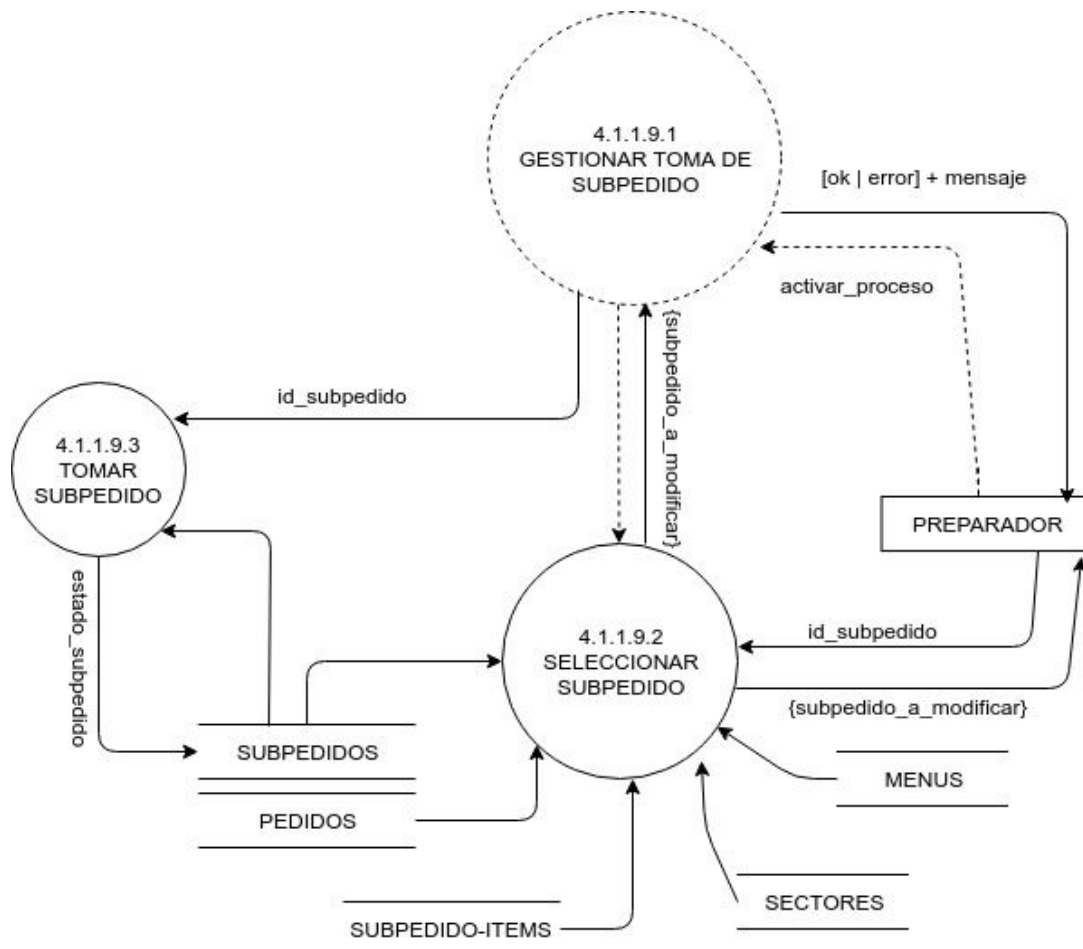 4.1.1.9.1
GESTIONAR TOMA DE
SUBPEDIDO
[ok | error] + mensaje
activar_proceso
{subpedido_a_modificar}
id_subpedido
4.1.1.9.3
TOMAR
SUBPEDIDO
PREPARADOR
estado_subpedido
4.1.1.9.2
SELECCIONAR
SUBPEDIDO
id_subpedido
{subpedido_a_modificar}
SUBPEDIDOS
MENUS
PEDIDOS
SECTORES
SUBPEDIDO-ITEMS